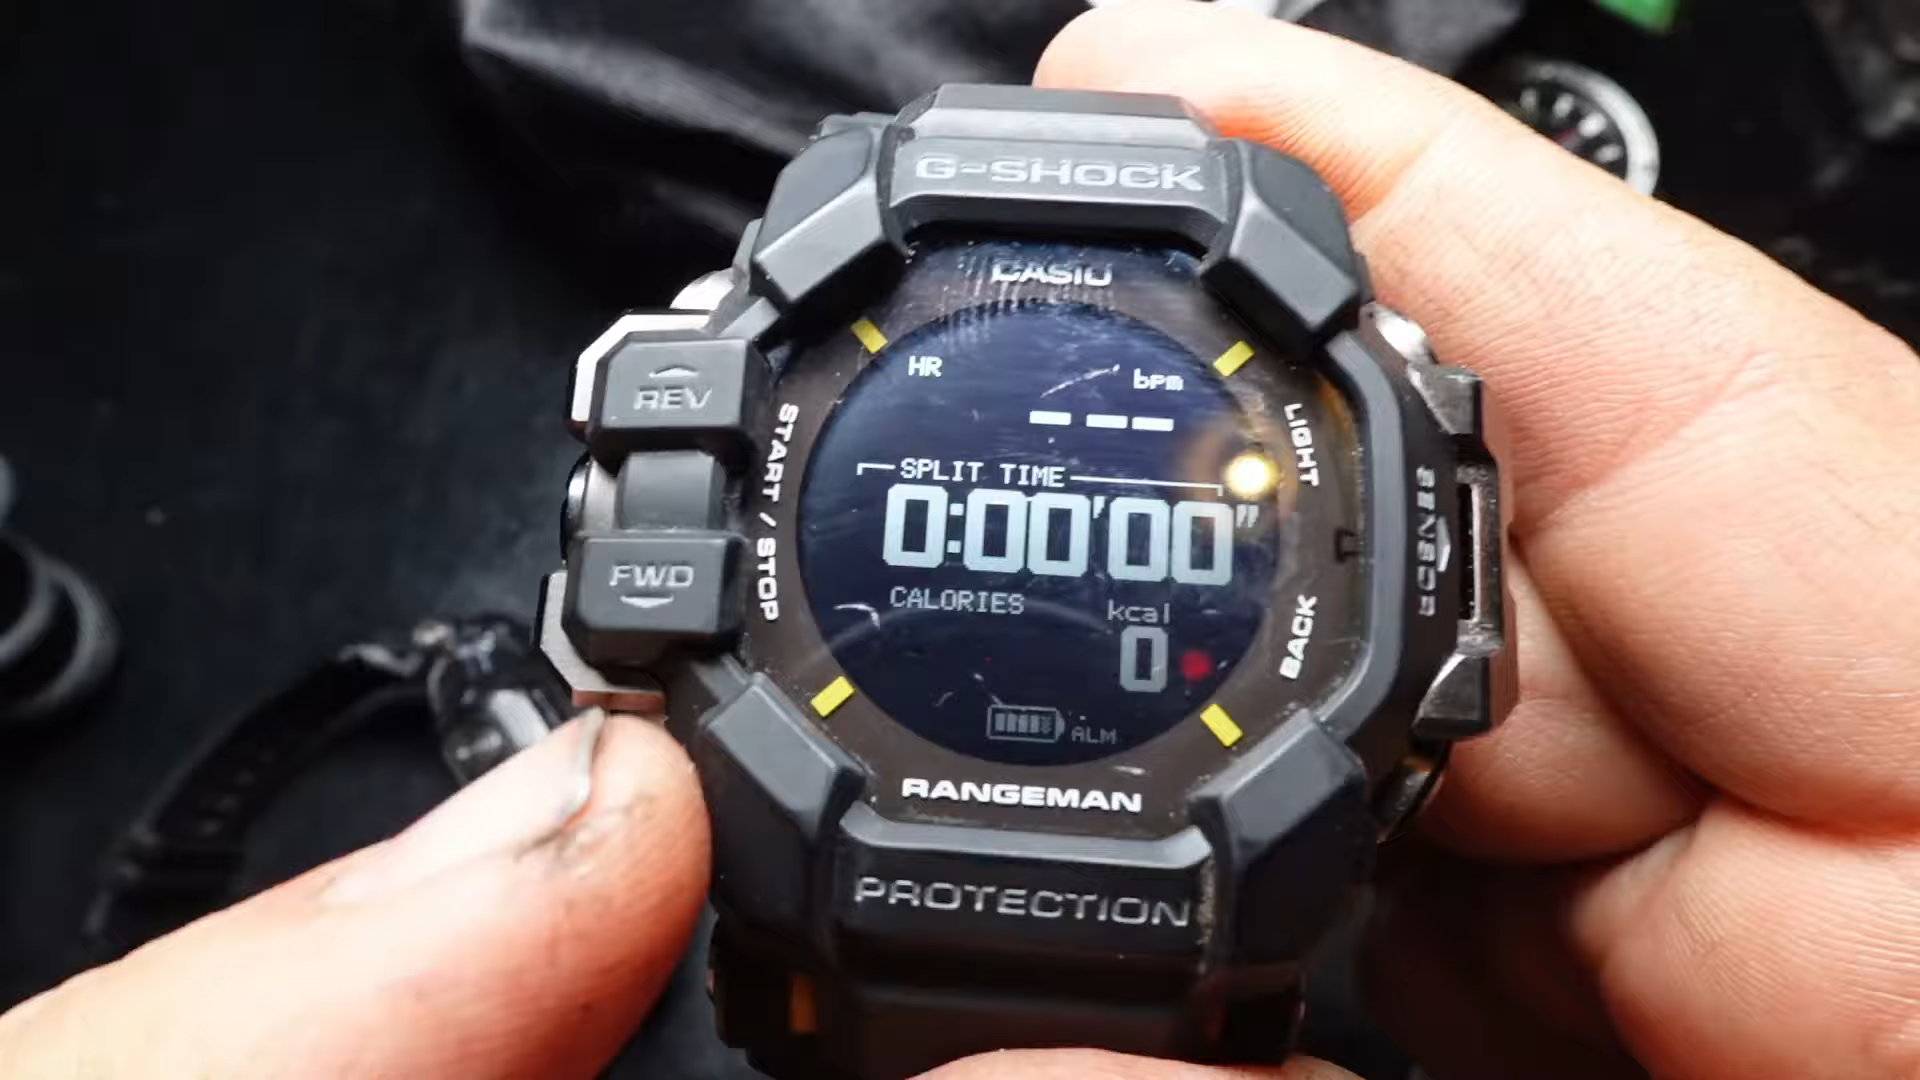 G-SHOCK
CASIO
REV
FWD
START / STOP
HR
bpm
-- -- --
SPLIT TIME
0:00'00"
CALORIES
kcal
0
ALM
LIGHT
SENSOR
BACK
RANGEMAN
PROTECTION